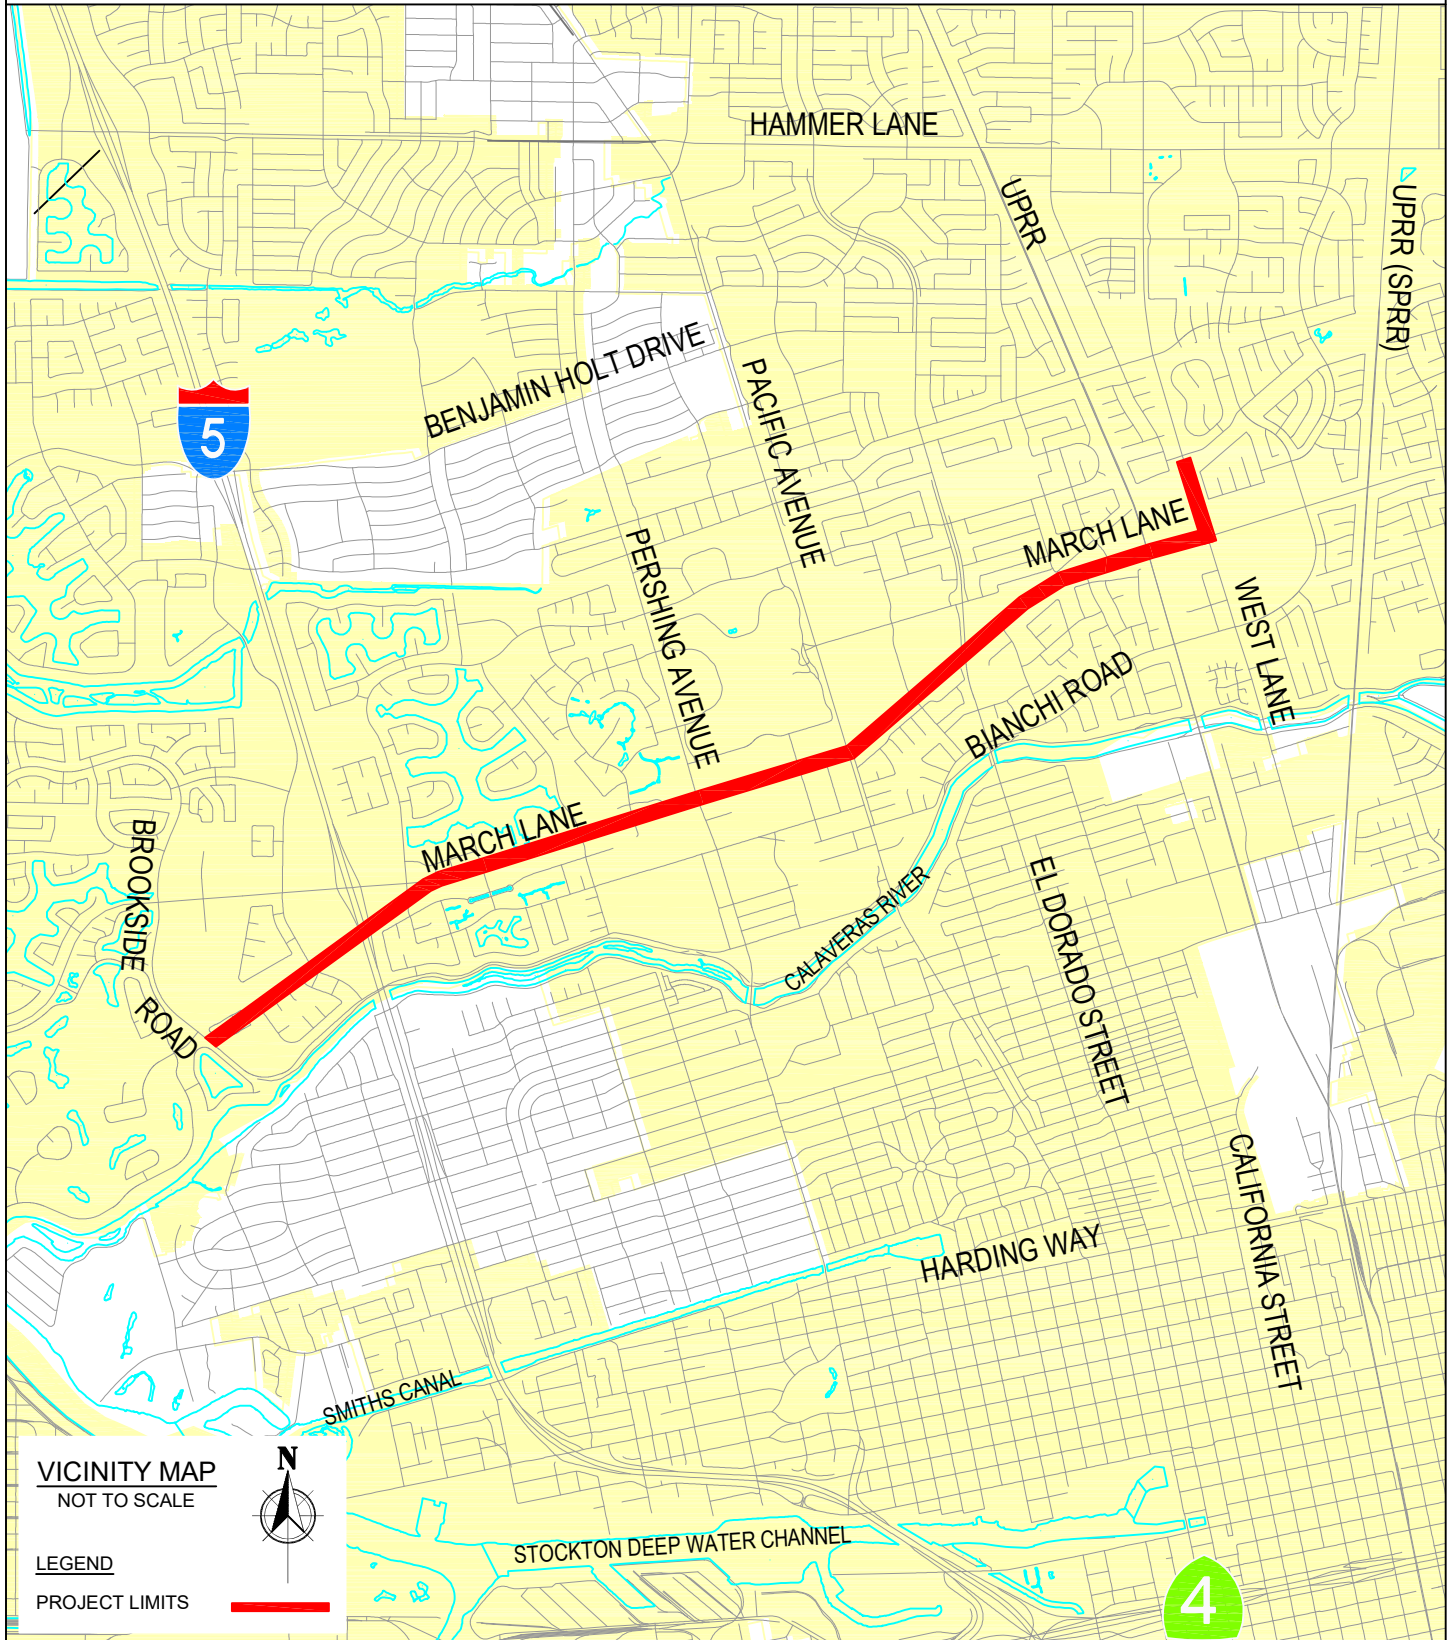 HAMMER LANE
UPRR
UPRR (SPRR)
BENJAMIN HOLT DRIVE
PACIFIC AVENUE
5
MARCH LANE
PERSHING AVENUE
WEST LANE
BIANCHI ROAD
MARCH LANE
BROOKSIDE
ROAD
CALAVERAS RIVER
EL DORADO STREET
CALIFORNIA STREET
HARDING WAY
SMITHS CANAL
VICINITY MAP
NOT TO SCALE
N
LEGEND
PROJECT LIMITS
STOCKTON DEEP WATER CHANNEL
4